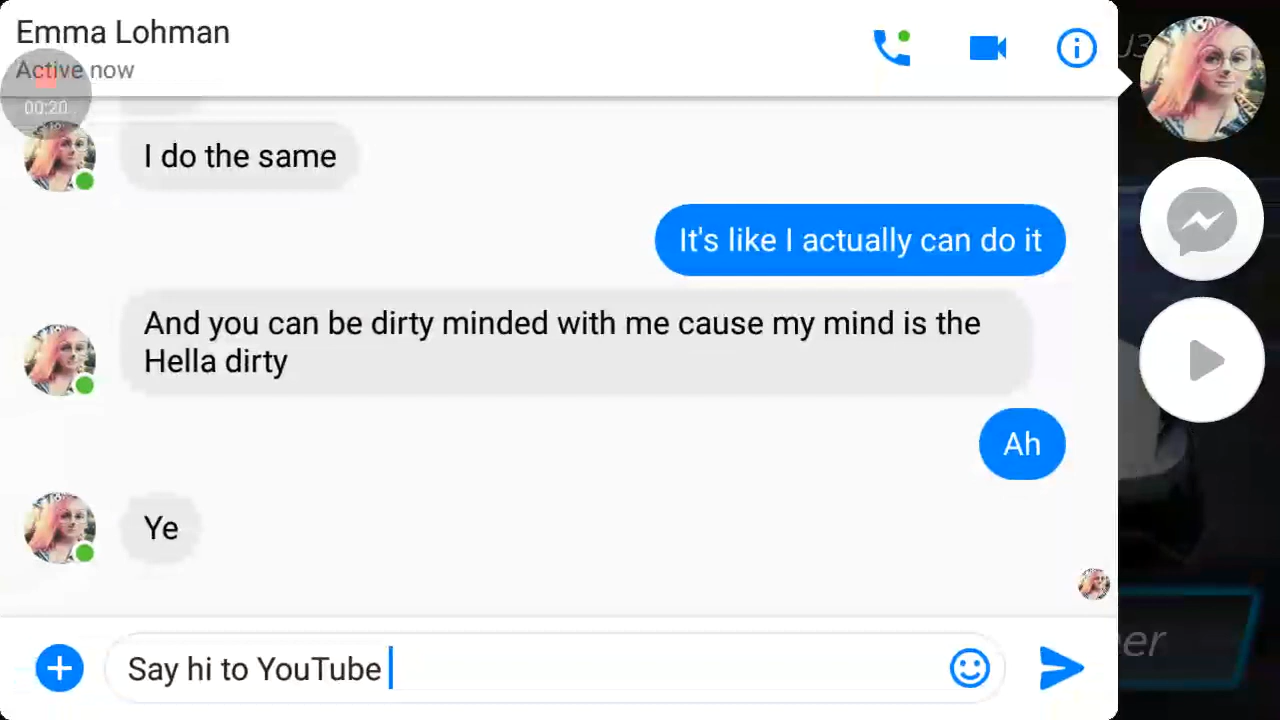 Emma Lohman
Active now
00:20
I do the same
It's like I actually can do it
And you can be dirty minded with me cause my mind is the
Hella dirty
Ah
Ye
Say hi to YouTube